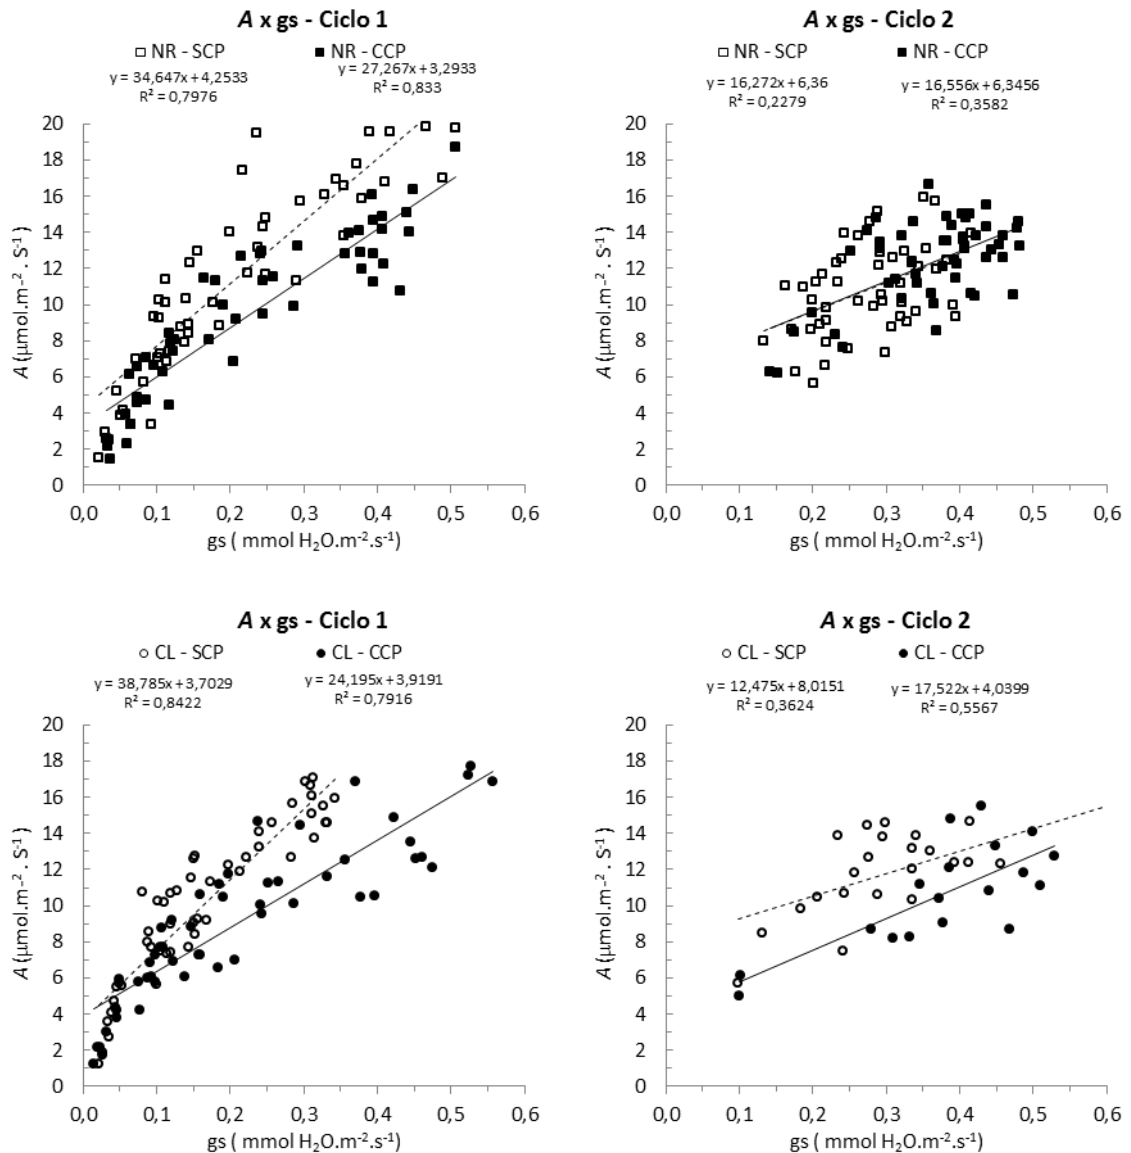 A x gs - Ciclo 1
NR - SCP NR - CCP
y = 34,647x + 4,2533 y = 27,267x + 3,2933
R² = 0,7976 R² = 0,833
20
18
16
14
12
10
8
6
4
2
0
A (µmol.m⁻² . S⁻¹ )
0,0 0,1 0,2 0,3 0,4 0,5 0,6
gs ( mmol H₂O.m⁻².s⁻¹)
A x gs - Ciclo 2
NR - SCP NR - CCP
y = 16,272x + 6,36 y = 16,556x + 6,3456
R² = 0,2279 R² = 0,3582
20
18
16
14
12
10
8
6
4
2
0
A (µmol.m⁻² . S⁻¹ )
0,1 0,2 0,3 0,4 0,5 0,6
gs ( mmol H₂O.m⁻².s⁻¹)
A x gs - Ciclo 1
CL - SCP CL - CCP
y = 38,785x + 3,7029 y = 24,195x + 3,9191
R² = 0,8422 R² = 0,7916
20
18
16
14
12
10
8
6
4
2
0
A (µmol.m⁻² . S⁻¹ )
0,0 0,1 0,2 0,3 0,4 0,5 0,6
gs ( mmol H₂O.m⁻².s⁻¹)
A x gs - Ciclo 2
CL - SCP CL - CCP
y = 12,475x + 8,0151 y = 17,522x + 4,0399
R² = 0,3624 R² = 0,5567
20
18
16
14
12
10
8
6
4
2
0
A (µmol.m⁻² . S⁻¹ )
0,1 0,2 0,3 0,4 0,5 0,6
gs ( mmol H₂O.m⁻².s⁻¹)